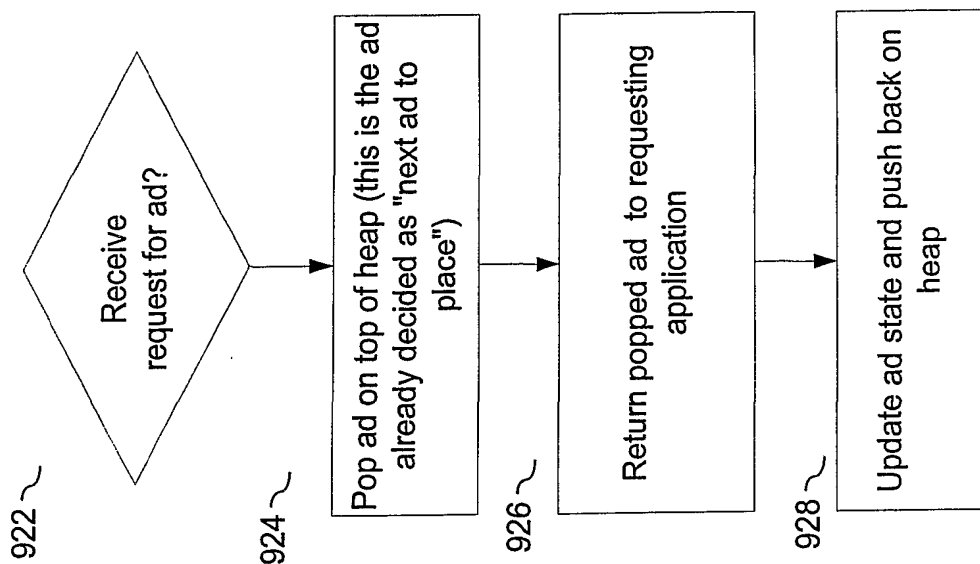 922
Receive
request for ad?
924
Pop ad on top of heap (this is the ad
already decided as "next ad to
place")
926
Return popped ad to requesting
application
928
Update ad state and push back on
heap